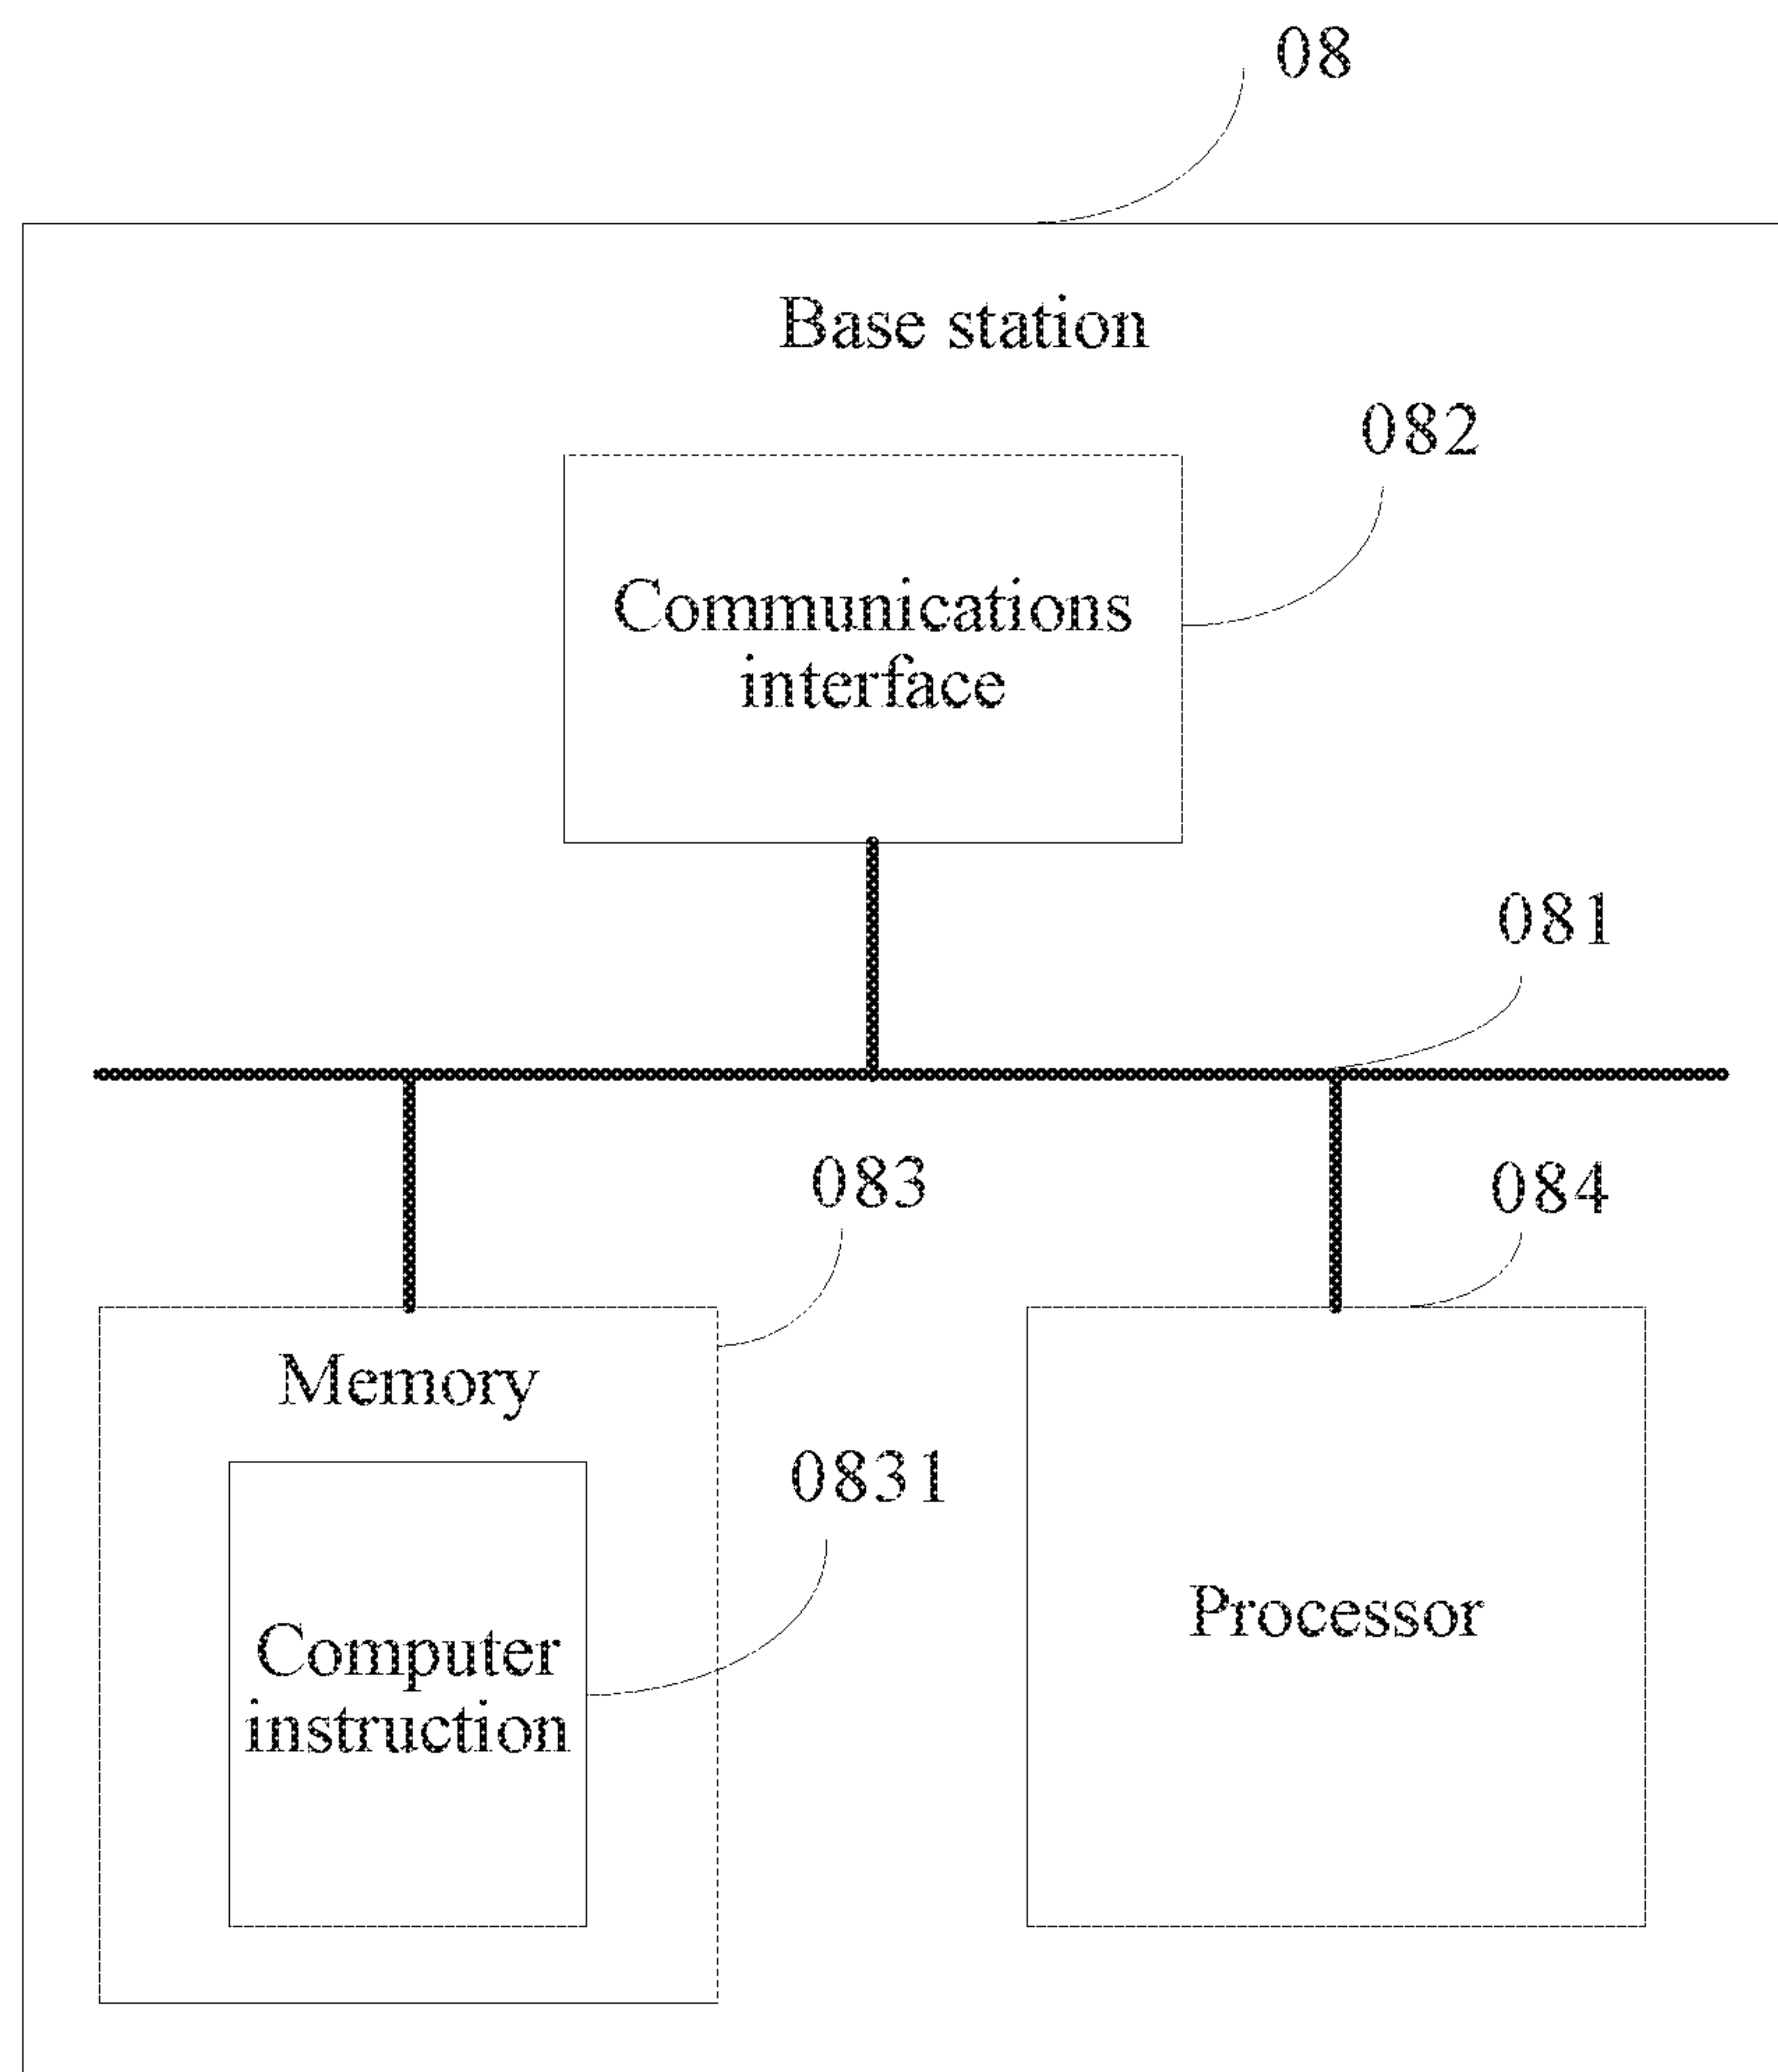 08
Base station
082
Communications
interface
081
083
084
Memory
0831
Computer
instruction
Processor